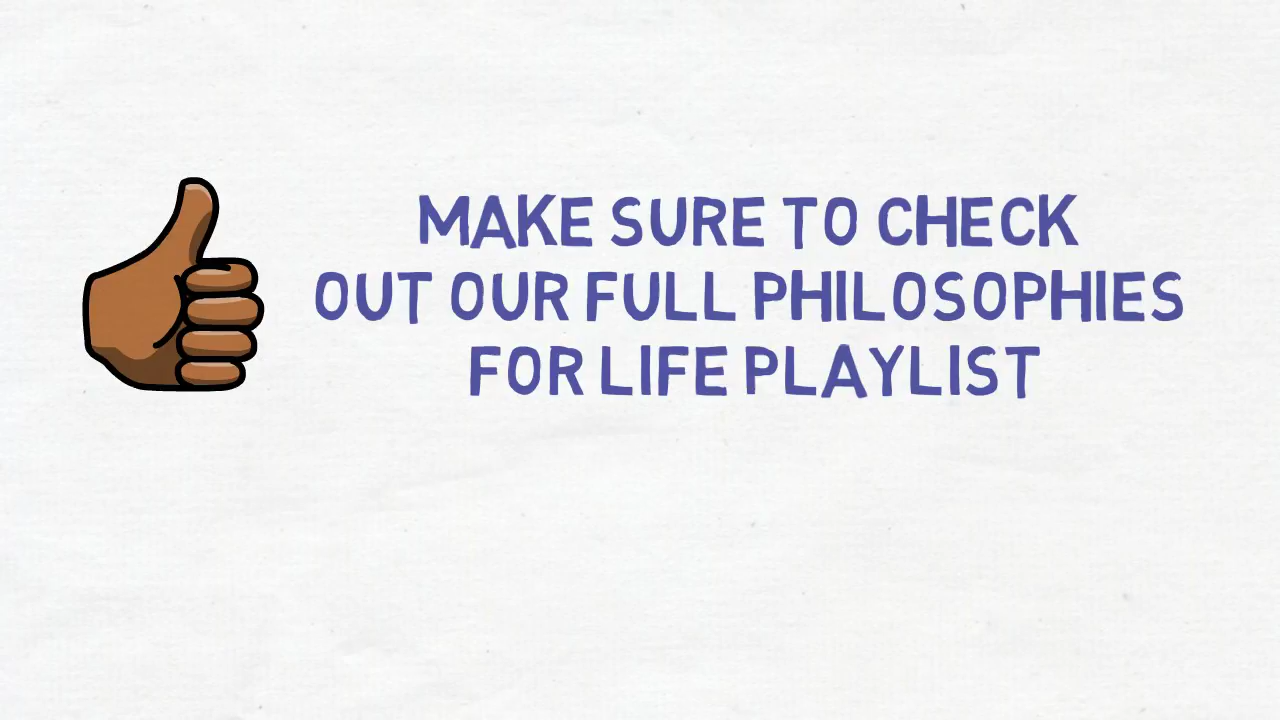 MAKE SURE TO CHECK
OUT OUR FULL PHILOSOPHIES
FOR LIFE PLAYLIST